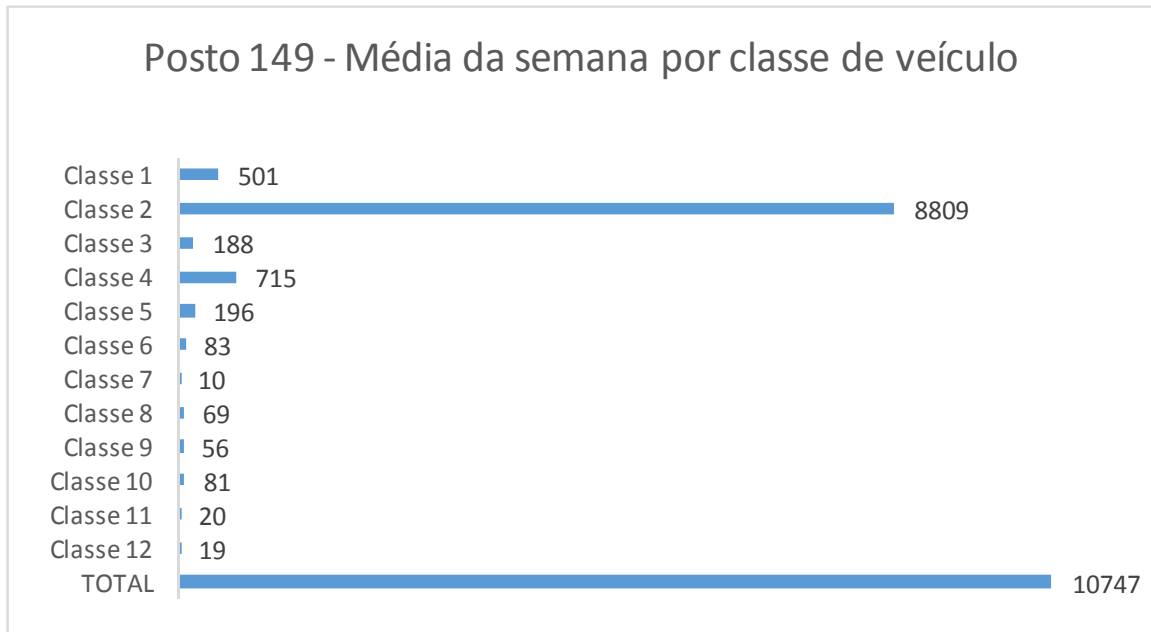 Posto 149 - Média da semana por classe de veículo
Classe 1 501
Classe 2 8809
Classe 3 188
Classe 4 715
Classe 5 196
Classe 6 83
Classe 7 10
Classe 8 69
Classe 9 56
Classe 10 81
Classe 11 20
Classe 12 19
TOTAL 10747